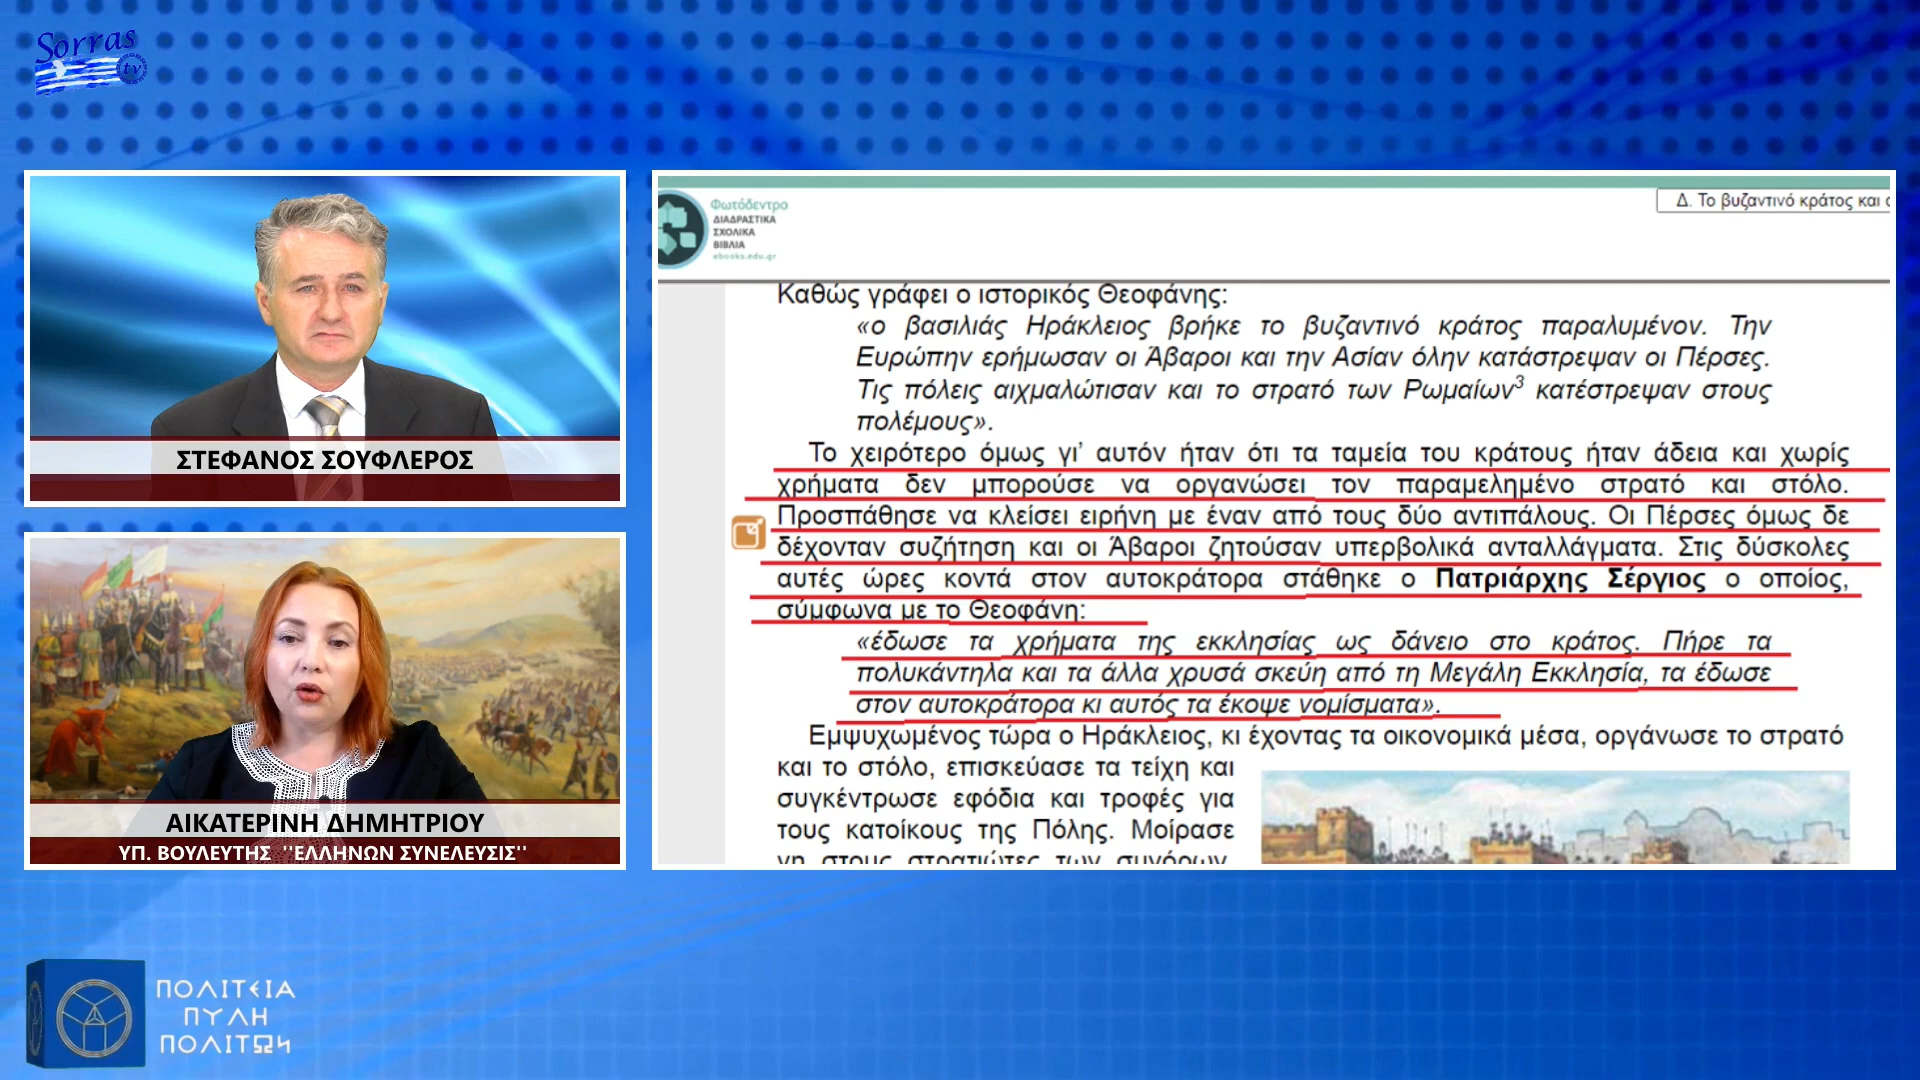 Sorras
tv
ΣΤΕΦΑΝΟΣ ΣΟΥΦΛΕΡΟΣ
ΑΙΚΑΤΕΡΙΝΗ ΔΗΜΗΤΡΙΟΥ
ΥΠ. ΒΟΥΛΕΥΤΗΣ ''ΕΛΛΗΝΩΝ ΣΥΝΕΛΕΥΣΙΣ''
Φωτόδεντρο
ΔΙΑΔΡΑΣΤΙΚΑ
ΣΧΟΛΙΚΑ
ΒΙΒΛΙΑ
ebooks.edu.gr
Δ. Το βυζαντινό κράτος και
Καθώς γράφει ο ιστορικός Θεοφάνης:
«ο βασιλιάς Ηράκλειος βρήκε το βυζαντινό κράτος παραλυμένον. Την
Ευρώπην ερήμωσαν οι Άβαροι και την Ασίαν όλην κατάστρεψαν οι Πέρσες.
Τις πόλεις αιχμαλώτισαν και το στρατό των Ρωμαίων³ κατέστρεψαν στους
πολέμους».
Το χειρότερο όμως γι' αυτόν ήταν ότι τα ταμεία του κράτους ήταν άδεια και χωρίς
χρήματα δεν μπορούσε να οργανώσει τον παραμελημένο στρατό και στόλο.
Προσπάθησε να κλείσει ειρήνη με έναν από τους δύο αντιπάλους. Οι Πέρσες όμως δε
δέχονταν συζήτηση και οι Άβαροι ζητούσαν υπερβολικά ανταλλάγματα. Στις δύσκολες
αυτές ώρες κοντά στον αυτοκράτορα στάθηκε ο Πατριάρχης Σέργιος ο οποίος,
σύμφωνα με το Θεοφάνη:
«έδωσε τα χρήματα της εκκλησίας ως δάνειο στο κράτος. Πήρε τα
πολυκάντηλα και τα άλλα χρυσά σκεύη από τη Μεγάλη Εκκλησία, τα έδωσε
στον αυτοκράτορα κι αυτός τα έκοψε νομίσματα».
Εμψυχωμένος τώρα ο Ηράκλειος, κι έχοντας τα οικονομικά μέσα, οργάνωσε το στρατό
και το στόλο, επισκεύασε τα τείχη και
συγκέντρωσε εφόδια και τροφές για
τους κατοίκους της Πόλης. Μοίρασε
γη στους στρατιώτες των συνόρων,
ΠΟΛΙΤΕΙΑ
ΠΥΛΗ
ΠΟΛΙΤΩΝ